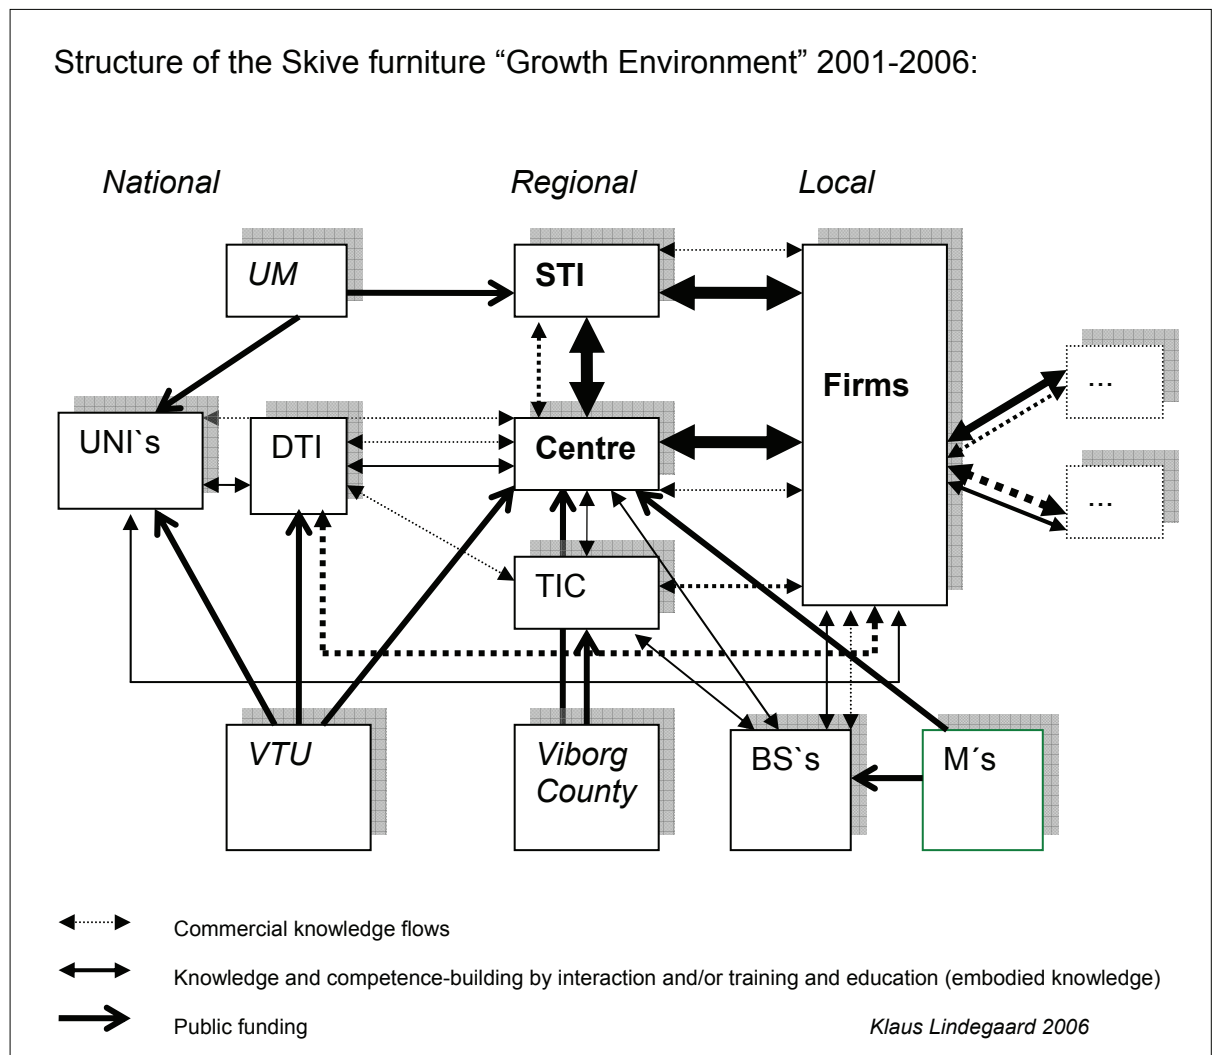 Structure of the Skive furniture “Growth Environment” 2001-2006:
National
Regional
Local
UM
STI
Firms
...
UNI`s
DTI
Centre
...
TIC
VTU
Viborg
County
BS`s
M´s
Commercial knowledge flows
Knowledge and competence-building by interaction and/or training and education (embodied knowledge)
Public funding
Klaus Lindegaard 2006